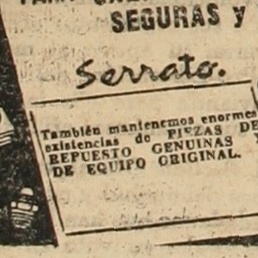 SEGURAS y
Serrato.
También mantenemos enormes
existencias de PIEZAS DE
REPUESTO GENUINAS Y
DE EQUIPO ORIGINAL.